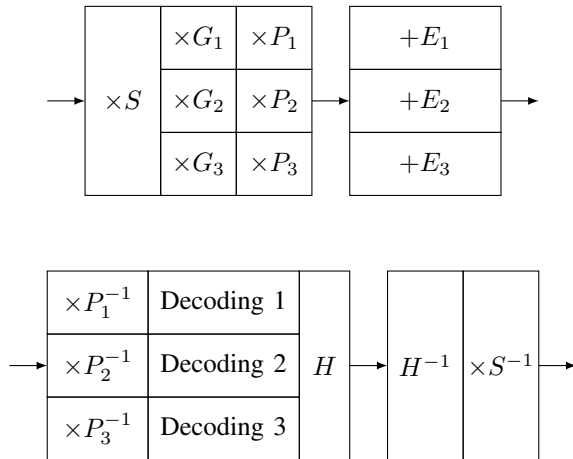 ×G₁ ×P₁ +E₁
×S ×G₂ ×P₂ +E₂
×G₃ ×P₃ +E₃
×P₁⁻¹ Decoding 1
×P₂⁻¹ Decoding 2 H H⁻¹ ×S⁻¹
×P₃⁻¹ Decoding 3